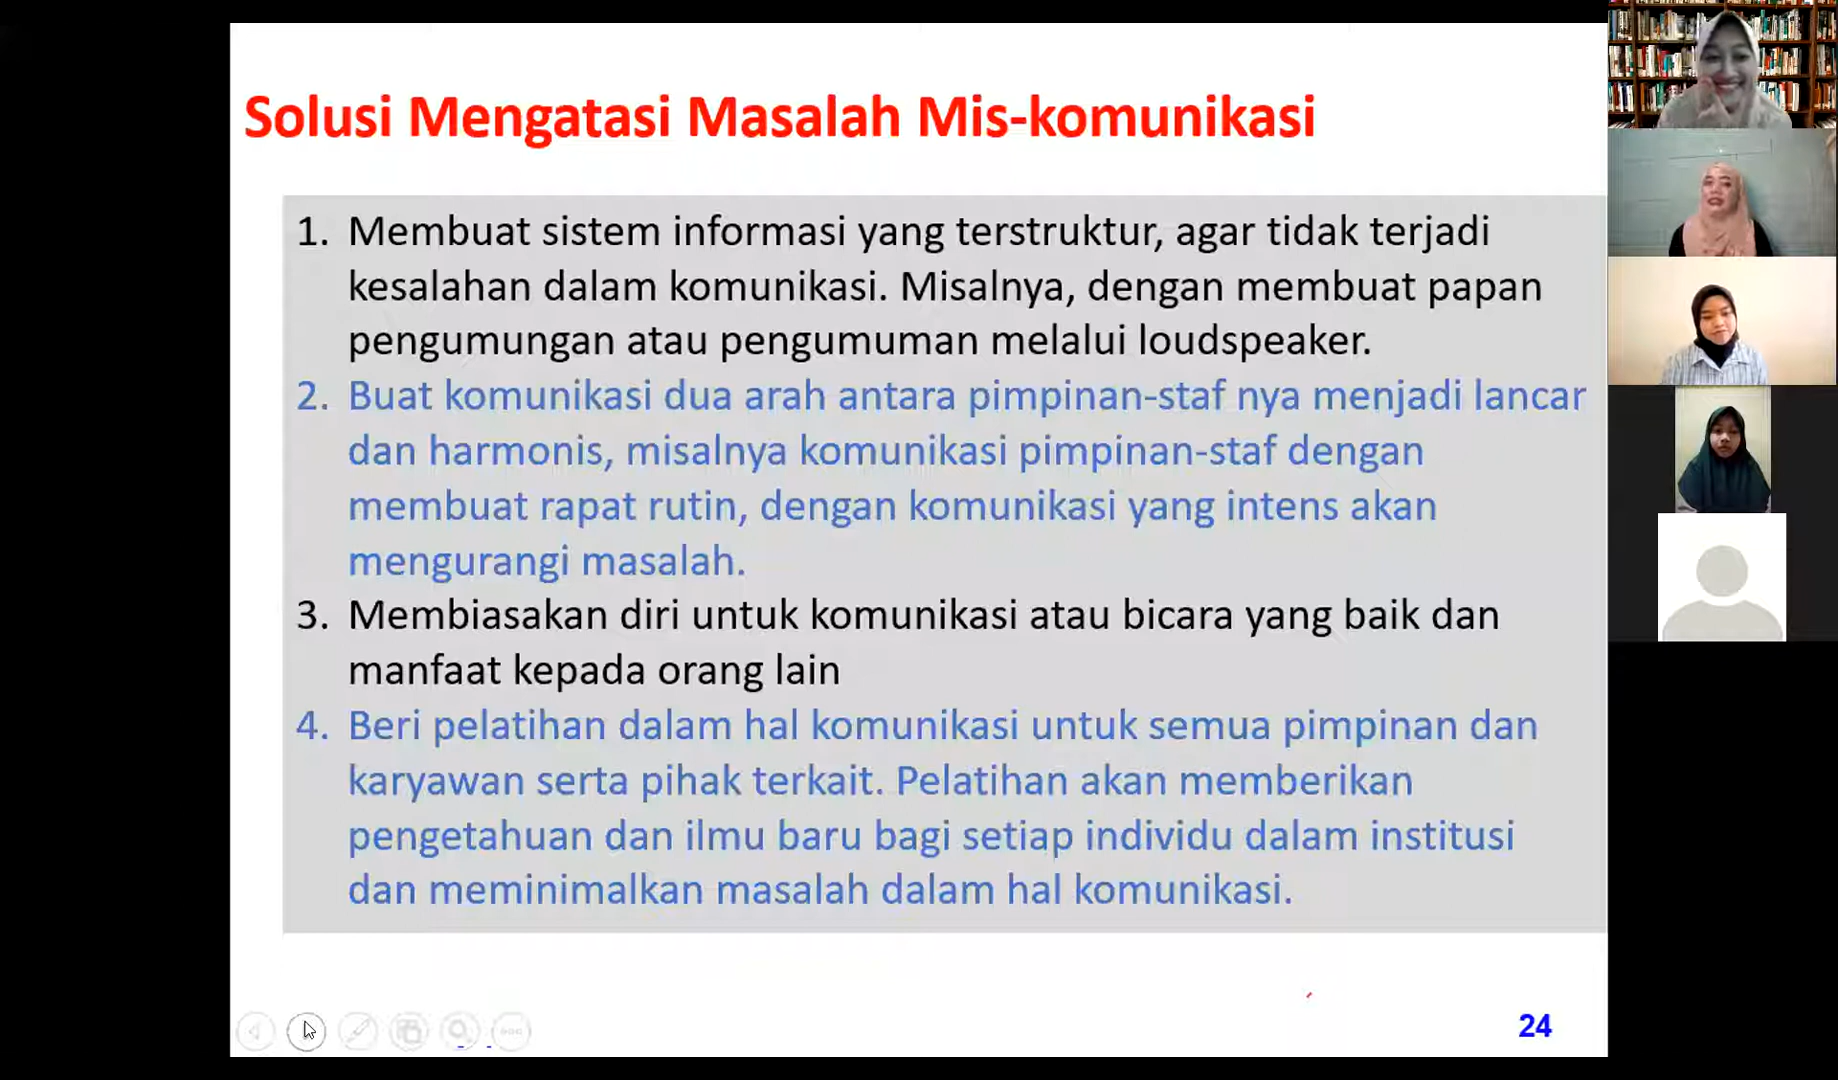 Solusi Mengatasi Masalah Mis-komunikasi
1. Membuat sistem informasi yang terstruktur, agar tidak terjadi
kesalahan dalam komunikasi. Misalnya, dengan membuat papan
pengumungan atau pengumuman melalui loudspeaker.
2. Buat komunikasi dua arah antara pimpinan-staf nya menjadi lancar
dan harmonis, misalnya komunikasi pimpinan-staf dengan
membuat rapat rutin, dengan komunikasi yang intens akan
mengurangi masalah.
3. Membiasakan diri untuk komunikasi atau bicara yang baik dan
manfaat kepada orang lain
4. Beri pelatihan dalam hal komunikasi untuk semua pimpinan dan
karyawan serta pihak terkait. Pelatihan akan memberikan
pengetahuan dan ilmu baru bagi setiap individu dalam institusi
dan meminimalkan masalah dalam hal komunikasi.
24